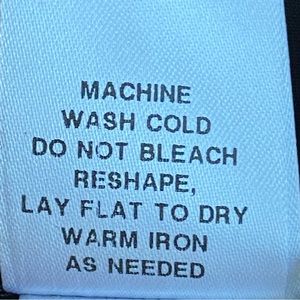 MACHINE
WASH COLD
DO NOT BLEACH
RESHAPE,
LAY FLAT TO DRY
WARM IRON
AS NEEDED